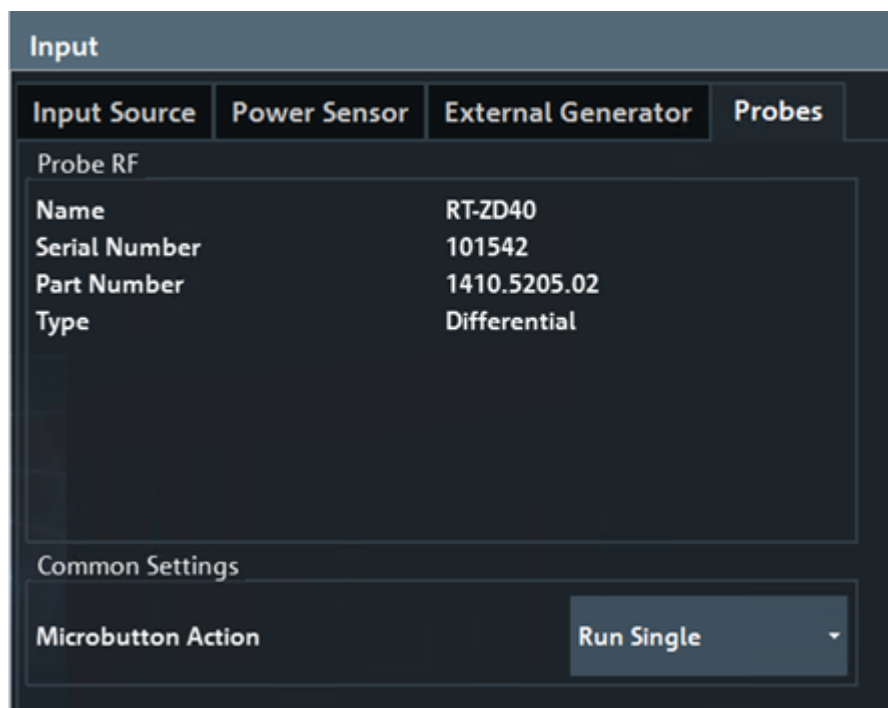 Input
Input Source Power Sensor External Generator Probes
Probe RF
Name RT-ZD40
Serial Number 101542
Part Number 1410.5205.02
Type Differential
Common Settings
Microbutton Action Run Single